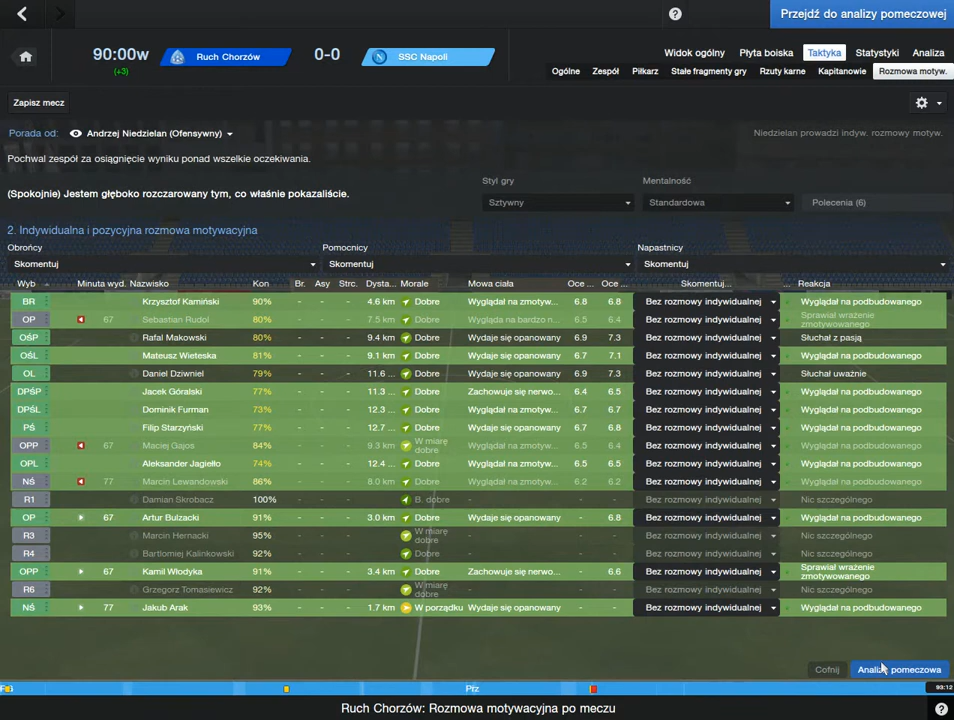 Przejdź do analizy pomeczowej
90:00w
(+3)
Ruch Chorzów
0-0
SSC Napoli
Widok ogólny Płyta boiska Taktyka Statystyki Analiza
Ogólne Zespół Piłkarz Stałe fragmenty gry Rzuty karne Kapitanowie Rozmowa motyw.
Zapisz mecz
Porada od: Andrzej Niedzielan (Ofensywny)
Niedzielan prowadzi indyw. rozmowy motyw.
Pochwal zespół za osiągnięcie wyniku ponad wszelkie oczekiwania.
(Spokojnie) Jestem głęboko rozczarowany tym, co właśnie pokazaliście.
Styl gry Mentalność
Sztywny Standardowa Polecenia (6)
2. Indywidualna i pozycyjna rozmowa motywacyjna
Obrońcy Pomocnicy Napastnicy
Skomentuj Skomentuj Skomentuj
Wyb Minuta wyd. Nazwisko Kon Br. Asy Strc. Dysta... Morale Mowa ciała Oce ... Oce ... Skomentuj... ... Reakcja
BR Krzysztof Kamiński 90% - - - 4.6 km Dobre Wyglądał na zmotyw... 6.8 6.8 Bez rozmowy indywidualnej Wyglądał na podbudowanego
OP 67 Sebastian Rudol 80% - - - 7.5 km Dobre Wygląda na bardzo n... 6.5 6.4 Bez rozmowy indywidualnej Sprawiał wrażenie zmotywowanego
OŚP Rafał Makowski 80% - - - 9.4 km Dobre Wydaje się opanowany 6.9 7.3 Bez rozmowy indywidualnej Słuchał z pasją
OŚL Mateusz Wieteska 81% - - - 9.1 km Dobre Wydaje się opanowany 6.7 7.1 Bez rozmowy indywidualnej Wyglądał na podbudowanego
OL Daniel Dziwniel 79% - - - 11.6 ... Dobre Wydaje się opanowany 6.9 7.3 Bez rozmowy indywidualnej Słuchał uważnie
DPŚP Jacek Góralski 77% - - - 11.3 ... Dobre Zachowuje się nerwo... 6.4 6.5 Bez rozmowy indywidualnej Wyglądał na podbudowanego
DPŚL Dominik Furman 73% - - - 12.3 ... Dobre Wyglądał na zmotyw... 6.7 6.7 Bez rozmowy indywidualnej Wyglądał na podbudowanego
PŚ Filip Starzyński 77% - - - 12.7 ... Dobre Wyglądał na zmotyw... 6.7 6.8 Bez rozmowy indywidualnej Wyglądał na podbudowanego
OPP 67 Maciej Gajos 84% - - - 9.3 km W miarę dobre Wyglądał na zmotyw... 6.5 6.4 Bez rozmowy indywidualnej Wyglądał na podbudowanego
OPL Aleksander Jagiełło 74% - - - 12.4 ... Dobre Wyglądał na zmotyw... 6.5 6.5 Bez rozmowy indywidualnej Wyglądał na podbudowanego
NŚ 77 Marcin Lewandowski 86% - - - 8.0 km Dobre Wyglądał na zmotyw... 6.2 6.2 Bez rozmowy indywidualnej Wyglądał na podbudowanego
R1 Damian Skrobacz 100% - - - B. dobre - - Bez rozmowy indywidualnej Nic szczególnego
OP 67 Artur Bulzacki 91% - - - 3.0 km Dobre Wydaje się opanowany - 6.8 Bez rozmowy indywidualnej Wyglądał na podbudowanego
R3 Marcin Hernacki 95% - - - W miarę dobre - - Bez rozmowy indywidualnej Nic szczególnego
R4 Bartłomiej Kalinkowski 92% - - - Dobre - - Bez rozmowy indywidualnej Nic szczególnego
OPP 67 Kamil Włodyka 91% - - - 3.4 km Dobre Zachowuje się nerwo... - 6.6 Bez rozmowy indywidualnej Sprawiał wrażenie zmotywowanego
R6 Grzegorz Tomasiewicz 92% - - - W miarę dobre - - Bez rozmowy indywidualnej Nic szczególnego
NŚ 77 Jakub Arak 93% - - - 1.7 km W porządku Wydaje się opanowany - Bez rozmowy indywidualnej Wyglądał na podbudowanego
Cofnij Analiza pomeczowa
Prz 93:12
Ruch Chorzów: Rozmowa motywacyjna po meczu